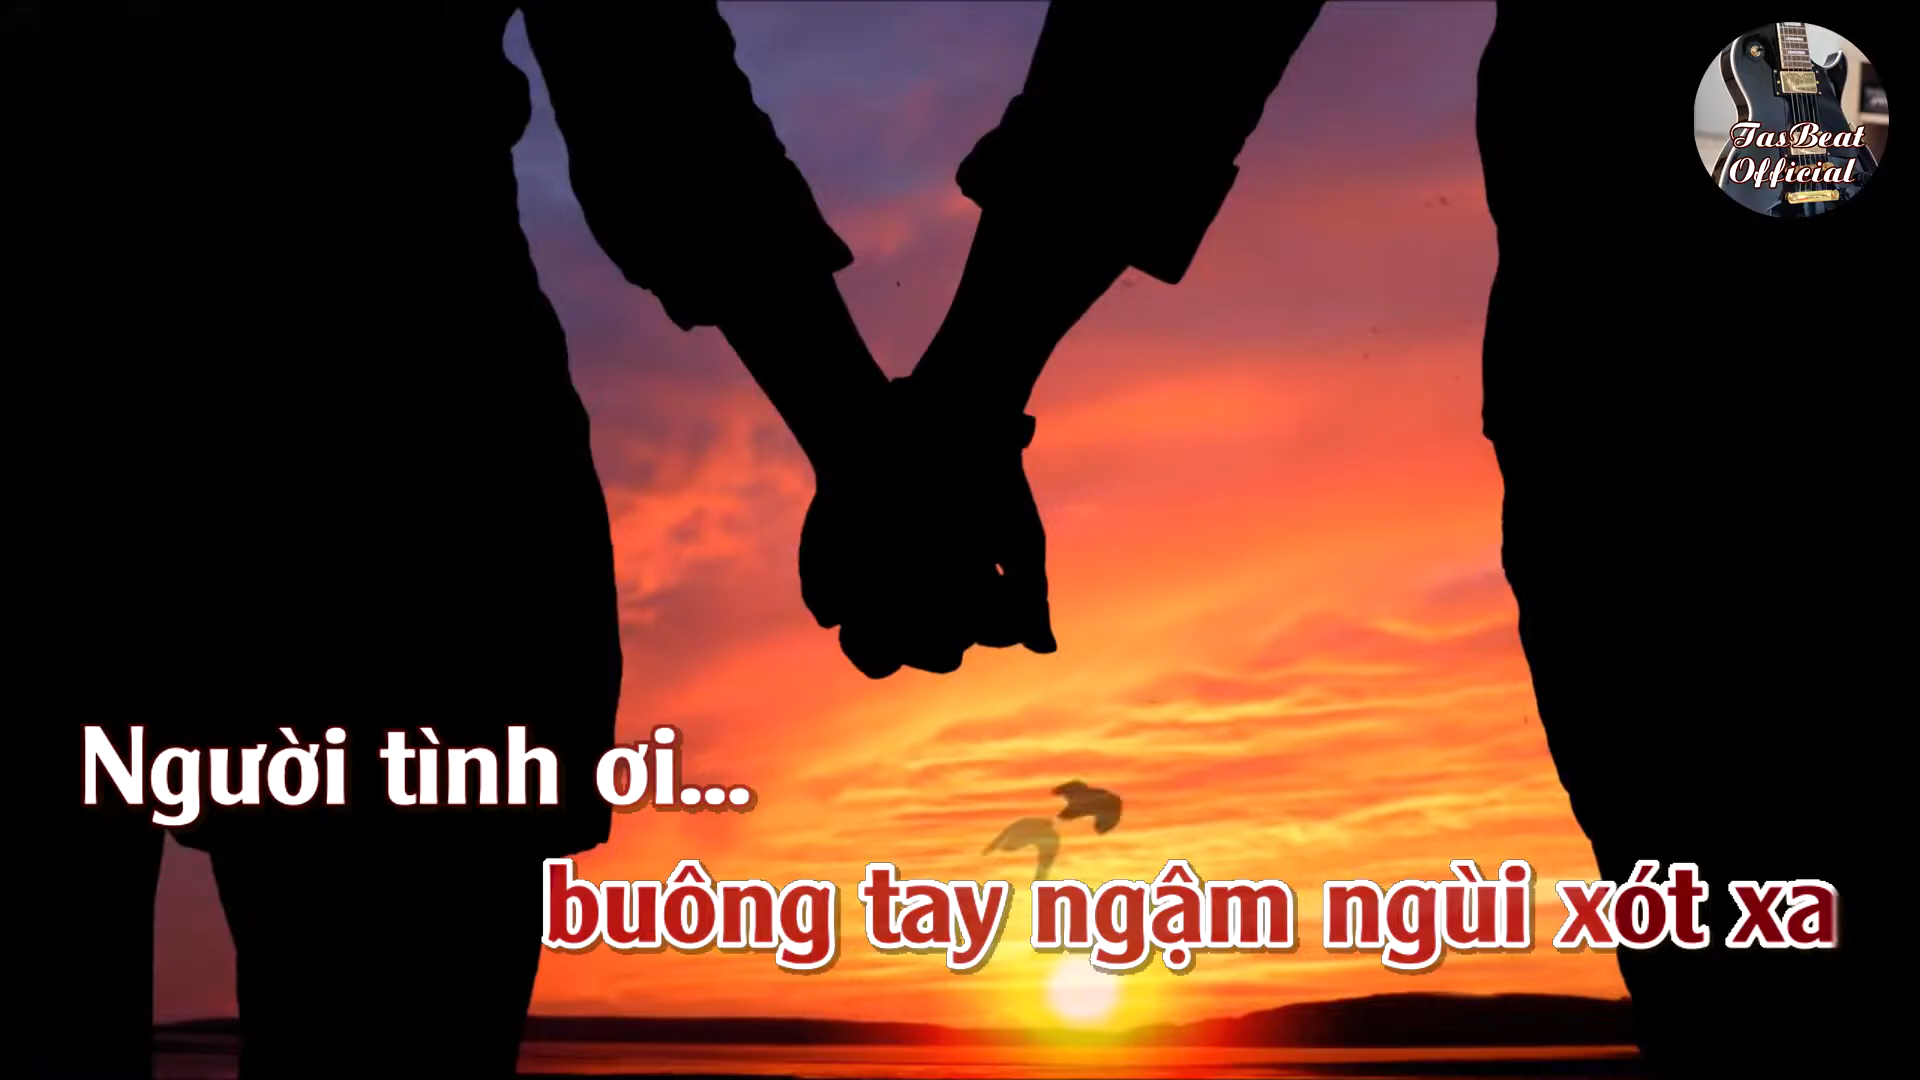 TasBeat
Official
Người tình ơi...
buông tay ngậm ngùi xót xa